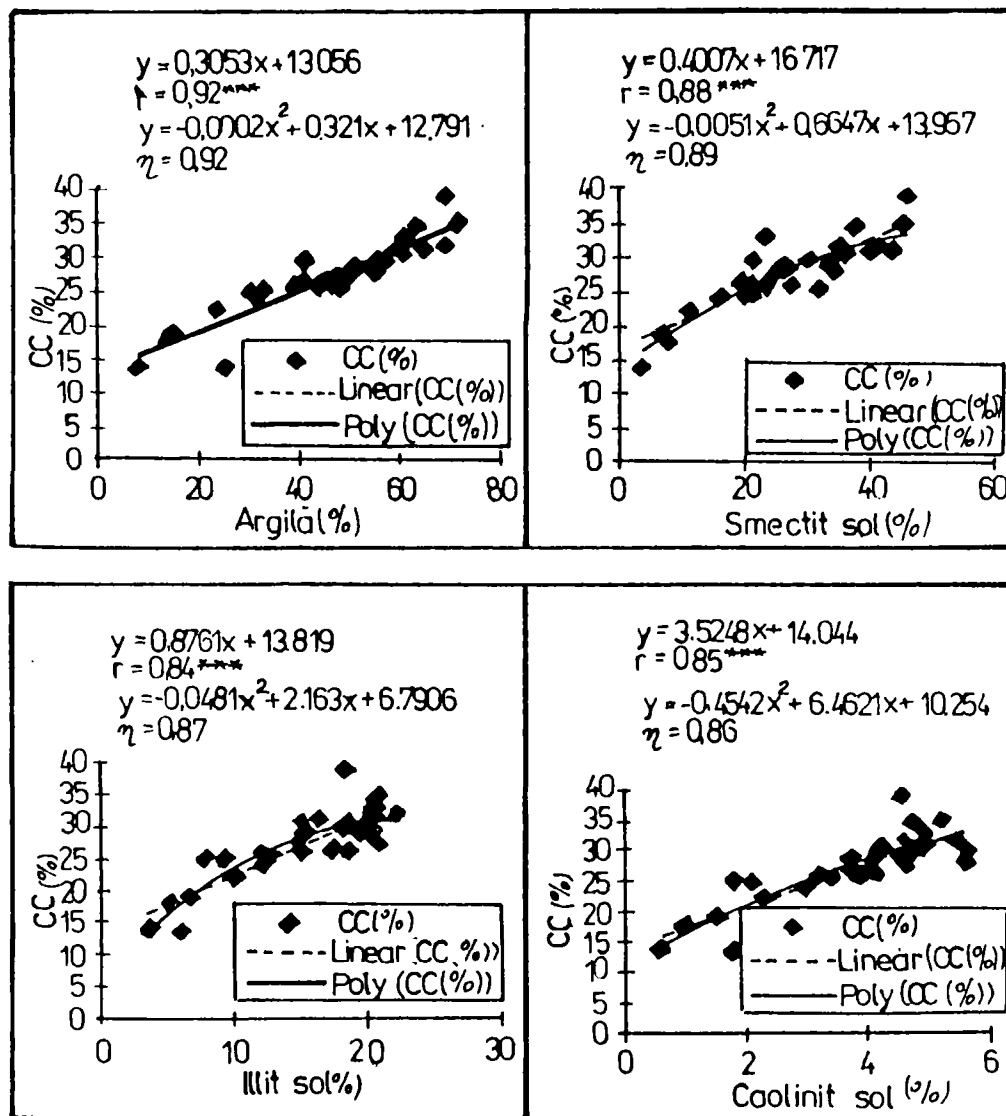 y = 0,3053x + 13 056
r = 0,92***
y = -0,0002x² + 0.321x + 12.791
η = 0,92
CC (%)
40
35
30
25
20
15
10
5
0
CC (%)
Linear (CC (%))
Poly (CC(%))
0 20 40 60 80
Argilă (%)
y = 0.4007x + 16 717
r = 0,88***
y = -0.0051x² + 0,6647x + 13,957
η = 0,89
CC (%)
40
35
30
25
20
15
10
5
0
CC (%)
Linear (CC(%))
Poly (CC(%))
0 20 40 60
Smectit sol (%)
y = 0,8761x + 13.819
r = 0,84***
y = -0,0481x² + 2.163x + 6.7906
η = 0,87
CC (%)
40
35
30
25
20
15
10
5
0
CC(%)
Linear (CC %))
Poly (CC(%))
0 10 20 30
Illit sol%)
y = 3.5248x + 14.044
r = 0.85***
y = -0.4542x² + 6.4621x + 10.254
η = 0,86
CC (%)
40
35
30
25
20
15
10
5
0
CC(%)
Linear (CC(%))
Poly (CC (%))
0 2 4 6
Caolinit sol (%)